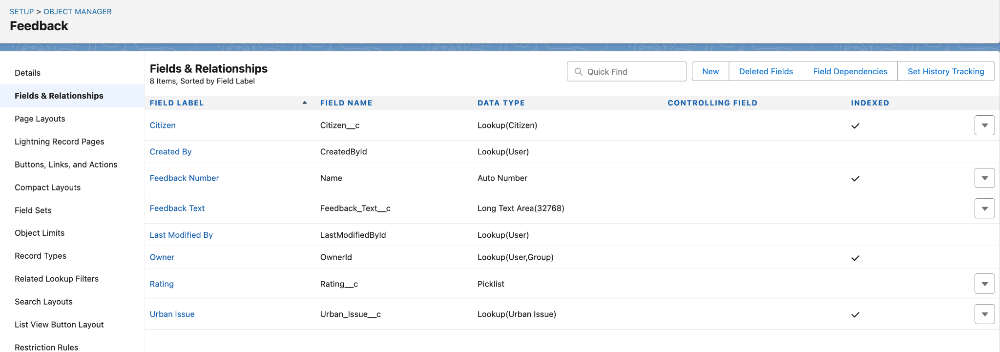 SETUP > OBJECT MANAGER
Feedback
Details
Fields & Relationships
Page Layouts
Lightning Record Pages
Buttons, Links, and Actions
Compact Layouts
Field Sets
Object Limits
Record Types
Related Lookup Filters
Search Layouts
List View Button Layout
Restriction Rules
Fields & Relationships
8 Items, Sorted by Field Label
Quick Find
New Deleted Fields Field Dependencies Set History Tracking
FIELD LABEL FIELD NAME DATA TYPE CONTROLLING FIELD INDEXED
Citizen Citizen__c Lookup(Citizen)
Created By CreatedById Lookup(User)
Feedback Number Name Auto Number
Feedback Text Feedback_Text__c Long Text Area(32768)
Last Modified By LastModifiedById Lookup(User)
Owner OwnerId Lookup(User,Group)
Rating Rating__c Picklist
Urban Issue Urban_Issue__c Lookup(Urban Issue)